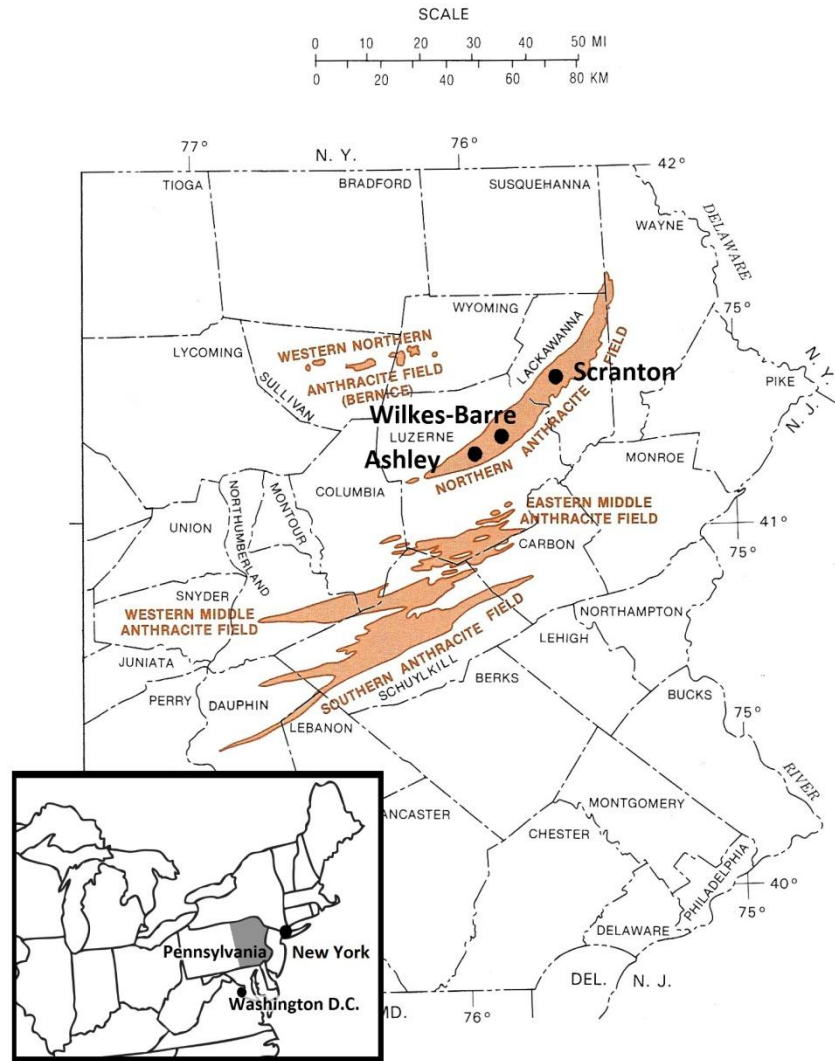 SCALE
0 10 20 30 40 50 MI
0 20 40 60 80 KM
77° 76°
N. Y.
42°
TIOGA BRADFORD SUSQUEHANNA
WAYNE
DELAWARE
75°
WYOMING
LACKAWANNA
LYCOMING
WESTERN NORTHERN
ANTHRACITE FIELD
(BERNICE)
SULLIVAN
Scranton
N. Y.
N. J.
PIKE
Wilkes-Barre
LUZERNE
Ashley
NORTHERN ANTHRACITE FIELD
MONROE
COLUMBIA
MONTOUR
NORTHUMBERLAND
UNION
EASTERN MIDDLE
ANTHRACITE FIELD
41°
75°
CARBON
SNYDER
WESTERN MIDDLE
ANTHRACITE FIELD
NORTHAMPTON
LEHIGH
JUNIATA
SOUTHERN ANTHRACITE FIELD
SCHUYLKILL
BERKS
PERRY
DAUPHIN
BUCKS
LEBANON
75°
RIVER
ANCASTER
MONTGOMERY
CHESTER
PHILADELPHIA
40°
75°
DELAWARE
DEL. N. J.
MD.
76°
Pennsylvania
New York
Washington D.C.